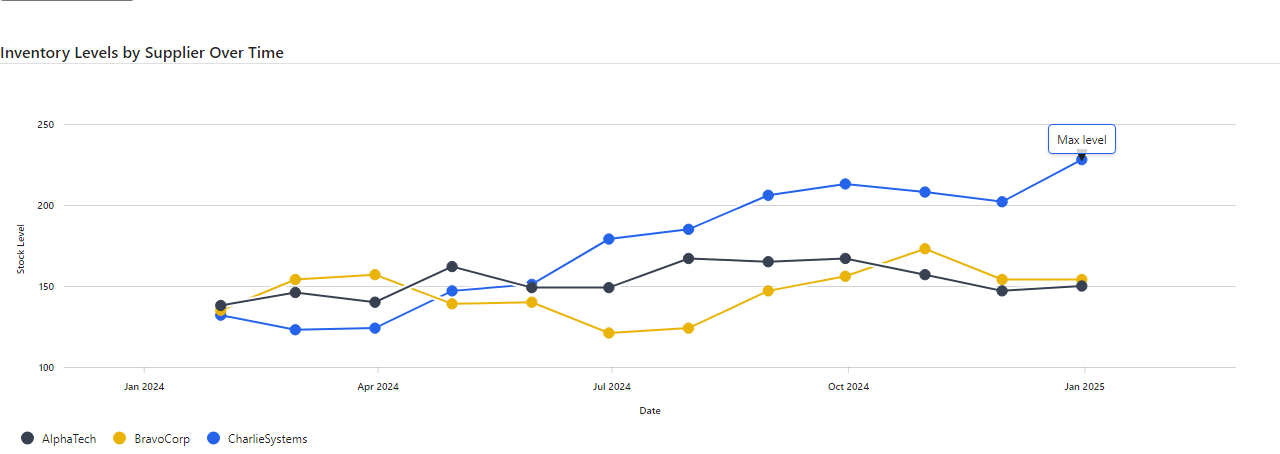 Inventory Levels by Supplier Over Time
250
Max level
200
Stock Level
150
100
Jan 2024 Apr 2024 Jul 2024 Oct 2024 Jan 2025
Date
AlphaTech BravoCorp CharlieSystems